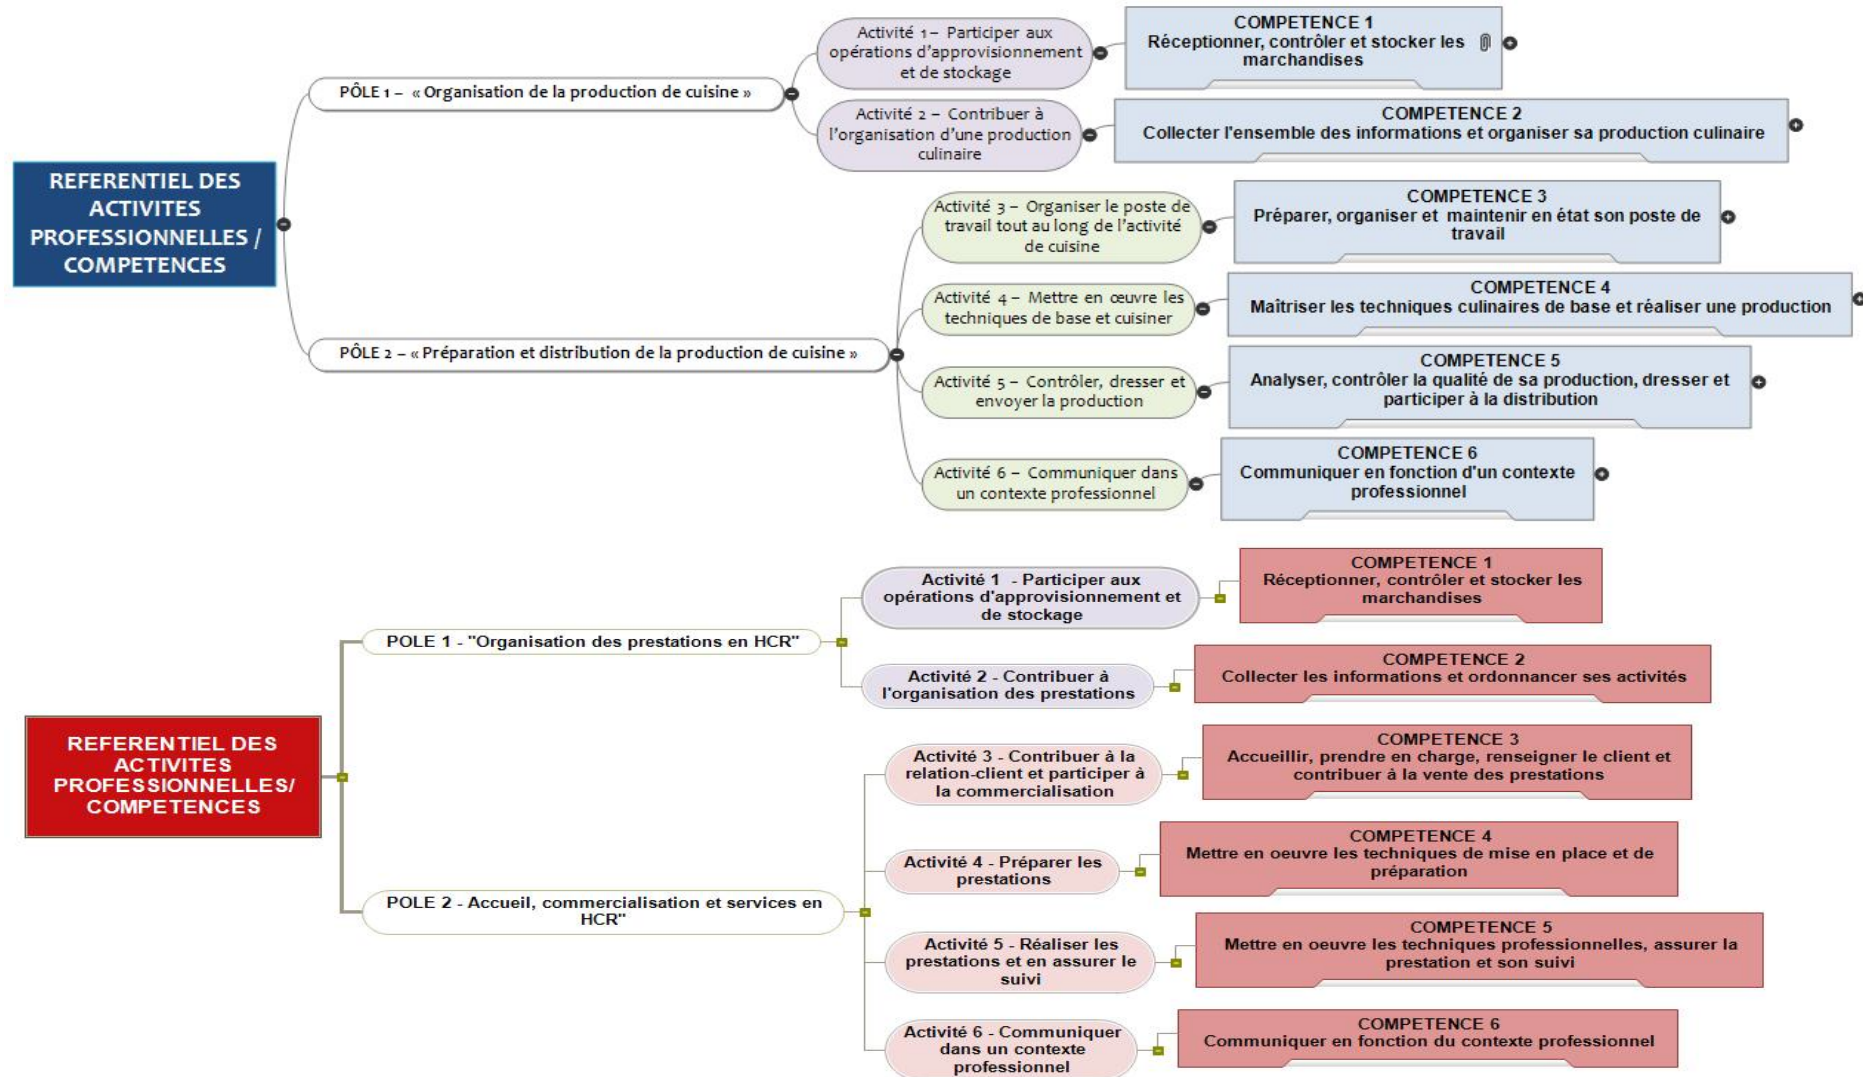 REFERENTIEL DES
ACTIVITES
PROFESSIONNELLES /
COMPETENCES
PÔLE 1 – « Organisation de la production de cuisine »
Activité 1 – Participer aux
opérations d'approvisionnement
et de stockage
COMPETENCE 1
Réceptionner, contrôler et stocker les
marchandises
Activité 2 – Contribuer à
l'organisation d'une production
culinaire
COMPETENCE 2
Collecter l'ensemble des informations et organiser sa production culinaire
PÔLE 2 – « Préparation et distribution de la production de cuisine »
Activité 3 – Organiser le poste de
travail tout au long de l'activité
de cuisine
COMPETENCE 3
Préparer, organiser et maintenir en état son poste de
travail
Activité 4 – Mettre en œuvre les
techniques de base et cuisiner
COMPETENCE 4
Maîtriser les techniques culinaires de base et réaliser une production
Activité 5 – Contrôler, dresser et
envoyer la production
COMPETENCE 5
Analyser, contrôler la qualité de sa production, dresser et
participer à la distribution
Activité 6 – Communiquer dans
un contexte professionnel
COMPETENCE 6
Communiquer en fonction d'un contexte
professionnel
REFERENTIEL DES
ACTIVITES
PROFESSIONNELLES/
COMPETENCES
POLE 1 - "Organisation des prestations en HCR"
Activité 1 - Participer aux
opérations d'approvisionnement et
de stockage
COMPETENCE 1
Réceptionner, contrôler et stocker les
marchandises
Activité 2 - Contribuer à
l'organisation des prestations
COMPETENCE 2
Collecter les informations et ordonnancer ses activités
POLE 2 - Accueil, commercialisation et services en
HCR"
Activité 3 - Contribuer à la
relation-client et participer à
la commercialisation
COMPETENCE 3
Accueillir, prendre en charge, renseigner le client et
contribuer à la vente des prestations
Activité 4 - Préparer les
prestations
COMPETENCE 4
Mettre en oeuvre les techniques de mise en place et de
préparation
Activité 5 - Réaliser les
prestations et en assurer le
suivi
COMPETENCE 5
Mettre en oeuvre les techniques professionnelles, assurer la
prestation et son suivi
Activité 6 - Communiquer
dans un contexte
professionnel
COMPETENCE 6
Communiquer en fonction du contexte professionnel